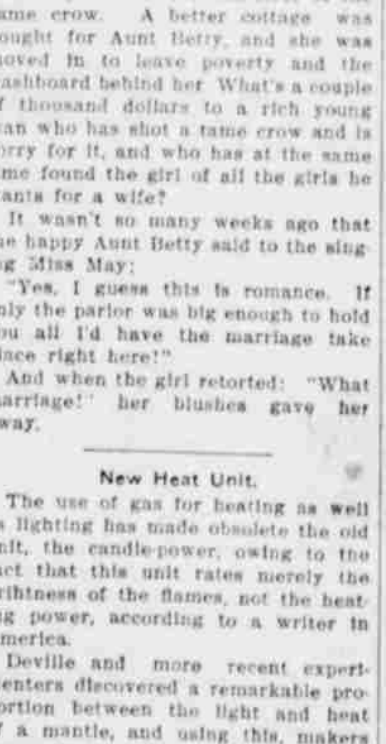 ame crow. A better cottage was
ought for Aunt Betty, and she was
oved in to leave poverty and the
ashboard behind her What's a couple
f thousand dollars to a rich young
an who has shot a tame crow and is
orry for it, and who has at the same
me found the girl of all the girls he
ants for a wife?
It wasn't so many weeks ago that
he happy Aunt Betty said to the sing-
ng Miss May:
"Yes, I guess this is romance. If
nly the parlor was big enough to hold
ou all I'd have the marriage take
lace right here!"
And when the girl retorted: "What
arriage!" her blushes gave her
way.
New Heat Unit.
The use of gas for heating as well
s lighting has made obsolete the old
nit, the candle-power, owing to the
act that this unit rates merely the
rihtness of the flames, not the heat-
ng power, according to a writer in
merica.
Deville and more recent experi-
enters discovered a remarkable pro-
ortion between the light and heat
f a mantle, and using this, makers